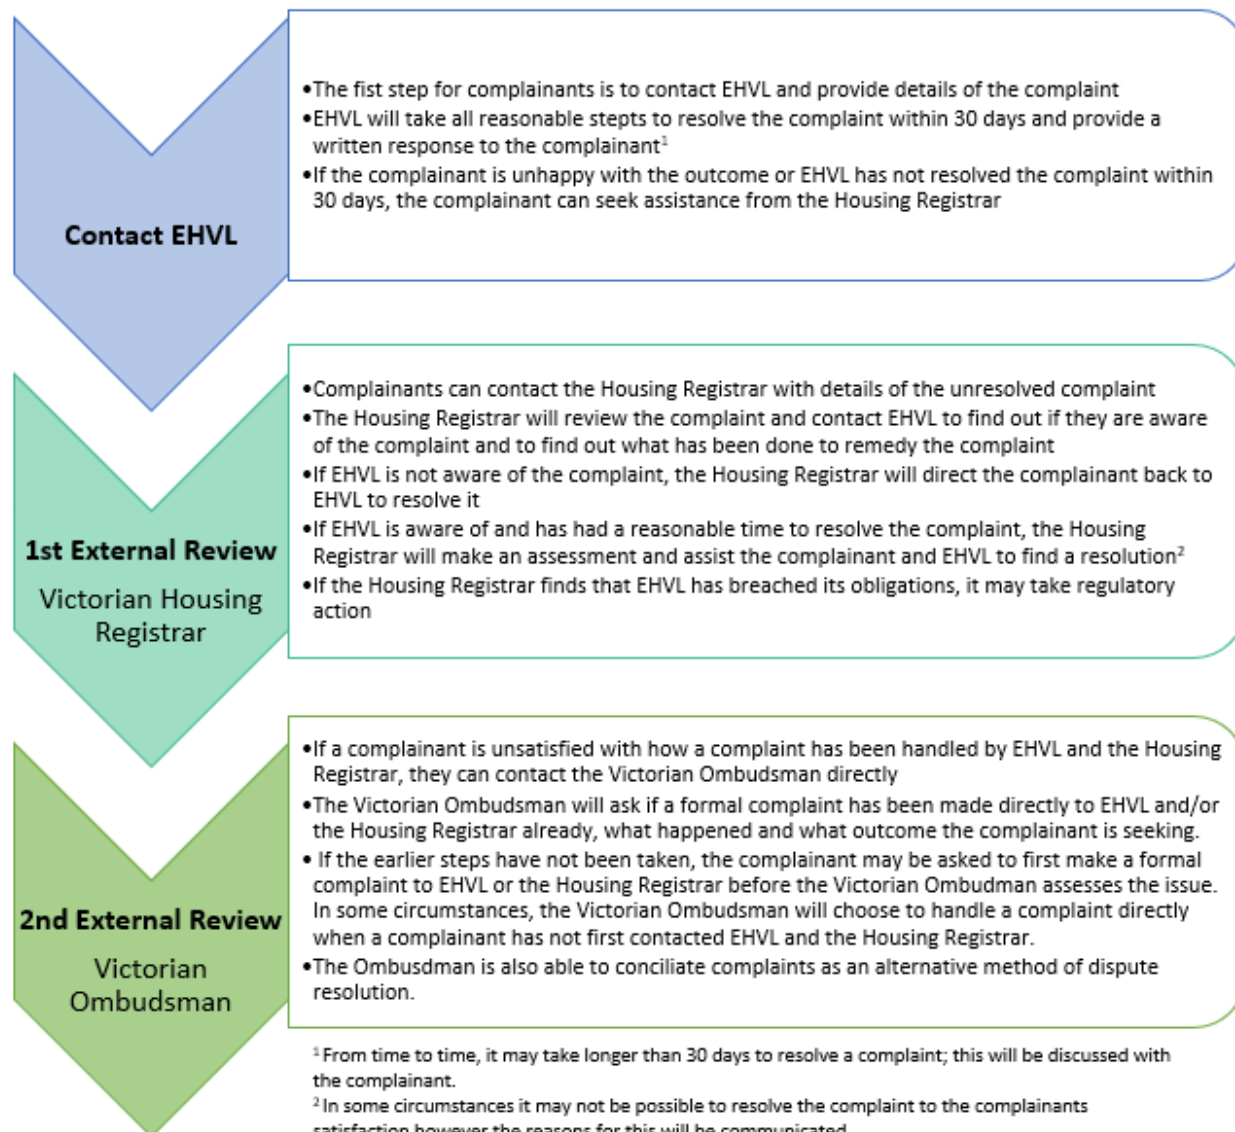 Contact EHVL
•The fist step for complainants is to contact EHVL and provide details of the complaint
•EHVL will take all reasonable stepts to resolve the complaint within 30 days and provide a
written response to the complainant¹
•If the complainant is unhappy with the outcome or EHVL has not resolved the complaint within
30 days, the complainant can seek assistance from the Housing Registrar
1st External Review
Victorian Housing
Registrar
•Complainants can contact the Housing Registrar with details of the unresolved complaint
•The Housing Registrar will review the complaint and contact EHVL to find out if they are aware
of the complaint and to find out what has been done to remedy the complaint
•If EHVL is not aware of the complaint, the Housing Registrar will direct the complainant back to
EHVL to resolve it
•If EHVL is aware of and has had a reasonable time to resolve the complaint, the Housing
Registrar will make an assessment and assist the complainant and EHVL to find a resolution²
•If the Housing Registrar finds that EHVL has breached its obligations, it may take regulatory
action
2nd External Review
Victorian
Ombudsman
•If a complainant is unsatisfied with how a complaint has been handled by EHVL and the Housing
Registrar, they can contact the Victorian Ombudsman directly
•The Victorian Ombudsman will ask if a formal complaint has been made directly to EHVL and/or
the Housing Registrar already, what happened and what outcome the complainant is seeking.
• If the earlier steps have not been taken, the complainant may be asked to first make a formal
complaint to EHVL or the Housing Registrar before the Victorian Ombudman assesses the issue.
In some circumstances, the Victorian Ombudsman will choose to handle a complaint directly
when a complainant has not first contacted EHVL and the Housing Registrar.
•The Ombusdman is also able to conciliate complaints as an alternative method of dispute
resolution.
¹ From time to time, it may take longer than 30 days to resolve a complaint; this will be discussed with
the complainant.
² In some circumstances it may not be possible to resolve the complaint to the complainants
satisfaction however the reasons for this will be communicated